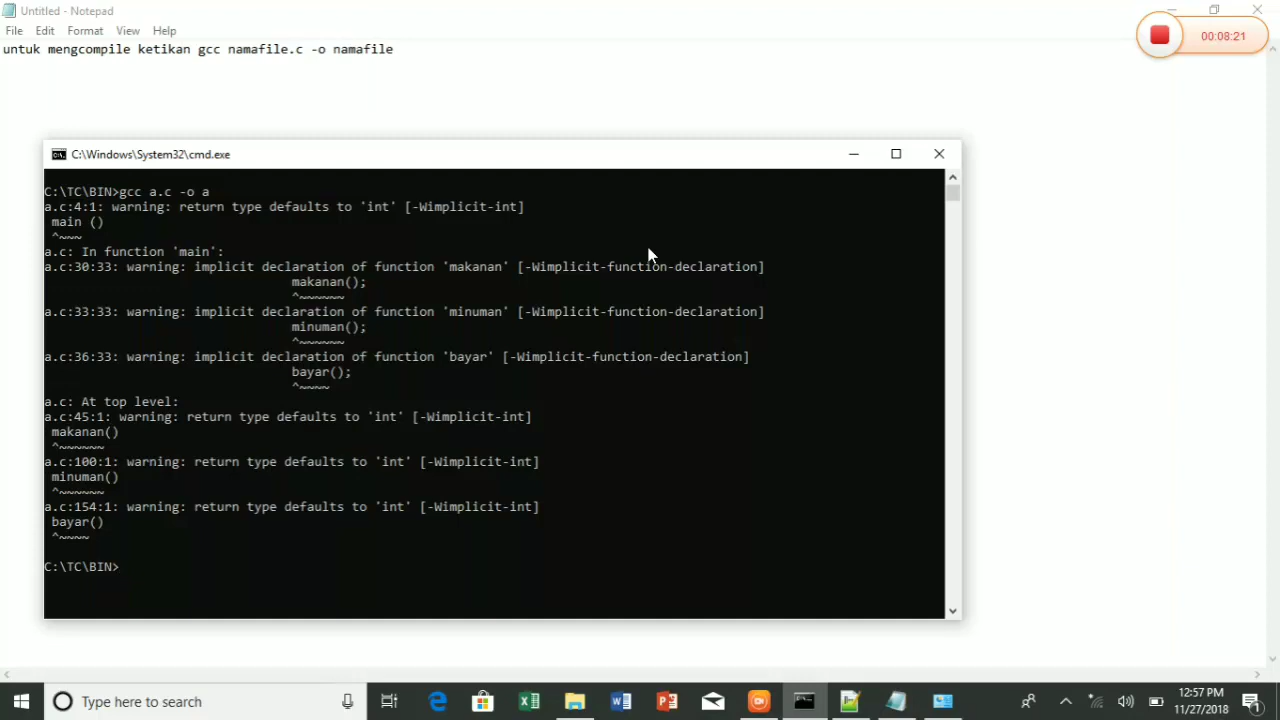 Untitled - Notepad
File Edit Format View Help
00:08:21
untuk mengcompile ketikan gcc namafile.c -o namafile
C:\Windows\System32\cmd.exe
C:\TC\BIN>gcc a.c -o a
a.c:4:1: warning: return type defaults to 'int' [-Wimplicit-int]
main ()
^~~~
a.c: In function 'main':
a.c:30:33: warning: implicit declaration of function 'makanan' [-Wimplicit-function-declaration]
makanan();
^~~~~~~
a.c:33:33: warning: implicit declaration of function 'minuman' [-Wimplicit-function-declaration]
minuman();
^~~~~~~
a.c:36:33: warning: implicit declaration of function 'bayar' [-Wimplicit-function-declaration]
bayar();
^~~~~
a.c: At top level:
a.c:45:1: warning: return type defaults to 'int' [-Wimplicit-int]
makanan()
^~~~~~~
a.c:100:1: warning: return type defaults to 'int' [-Wimplicit-int]
minuman()
^~~~~~~
a.c:154:1: warning: return type defaults to 'int' [-Wimplicit-int]
bayar()
^~~~~
C:\TC\BIN>
Type here to search
12:57 PM
11/27/2018
1